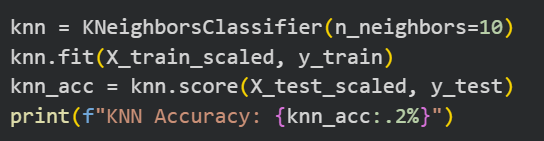 knn = KNeighborsClassifier(n_neighbors=10)
knn.fit(X_train_scaled, y_train)
knn_acc = knn.score(X_test_scaled, y_test)
print(f"KNN Accuracy: {knn_acc:.2%}")